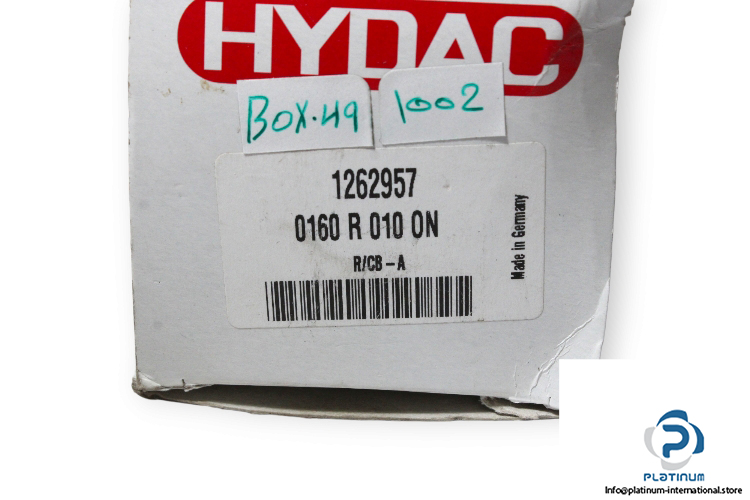 HYDAC
BOX.49
1002
1262957
0160 R 010 ON
R/CB-A
Made in Germany
PLATINUM
Info@platinum-international.store